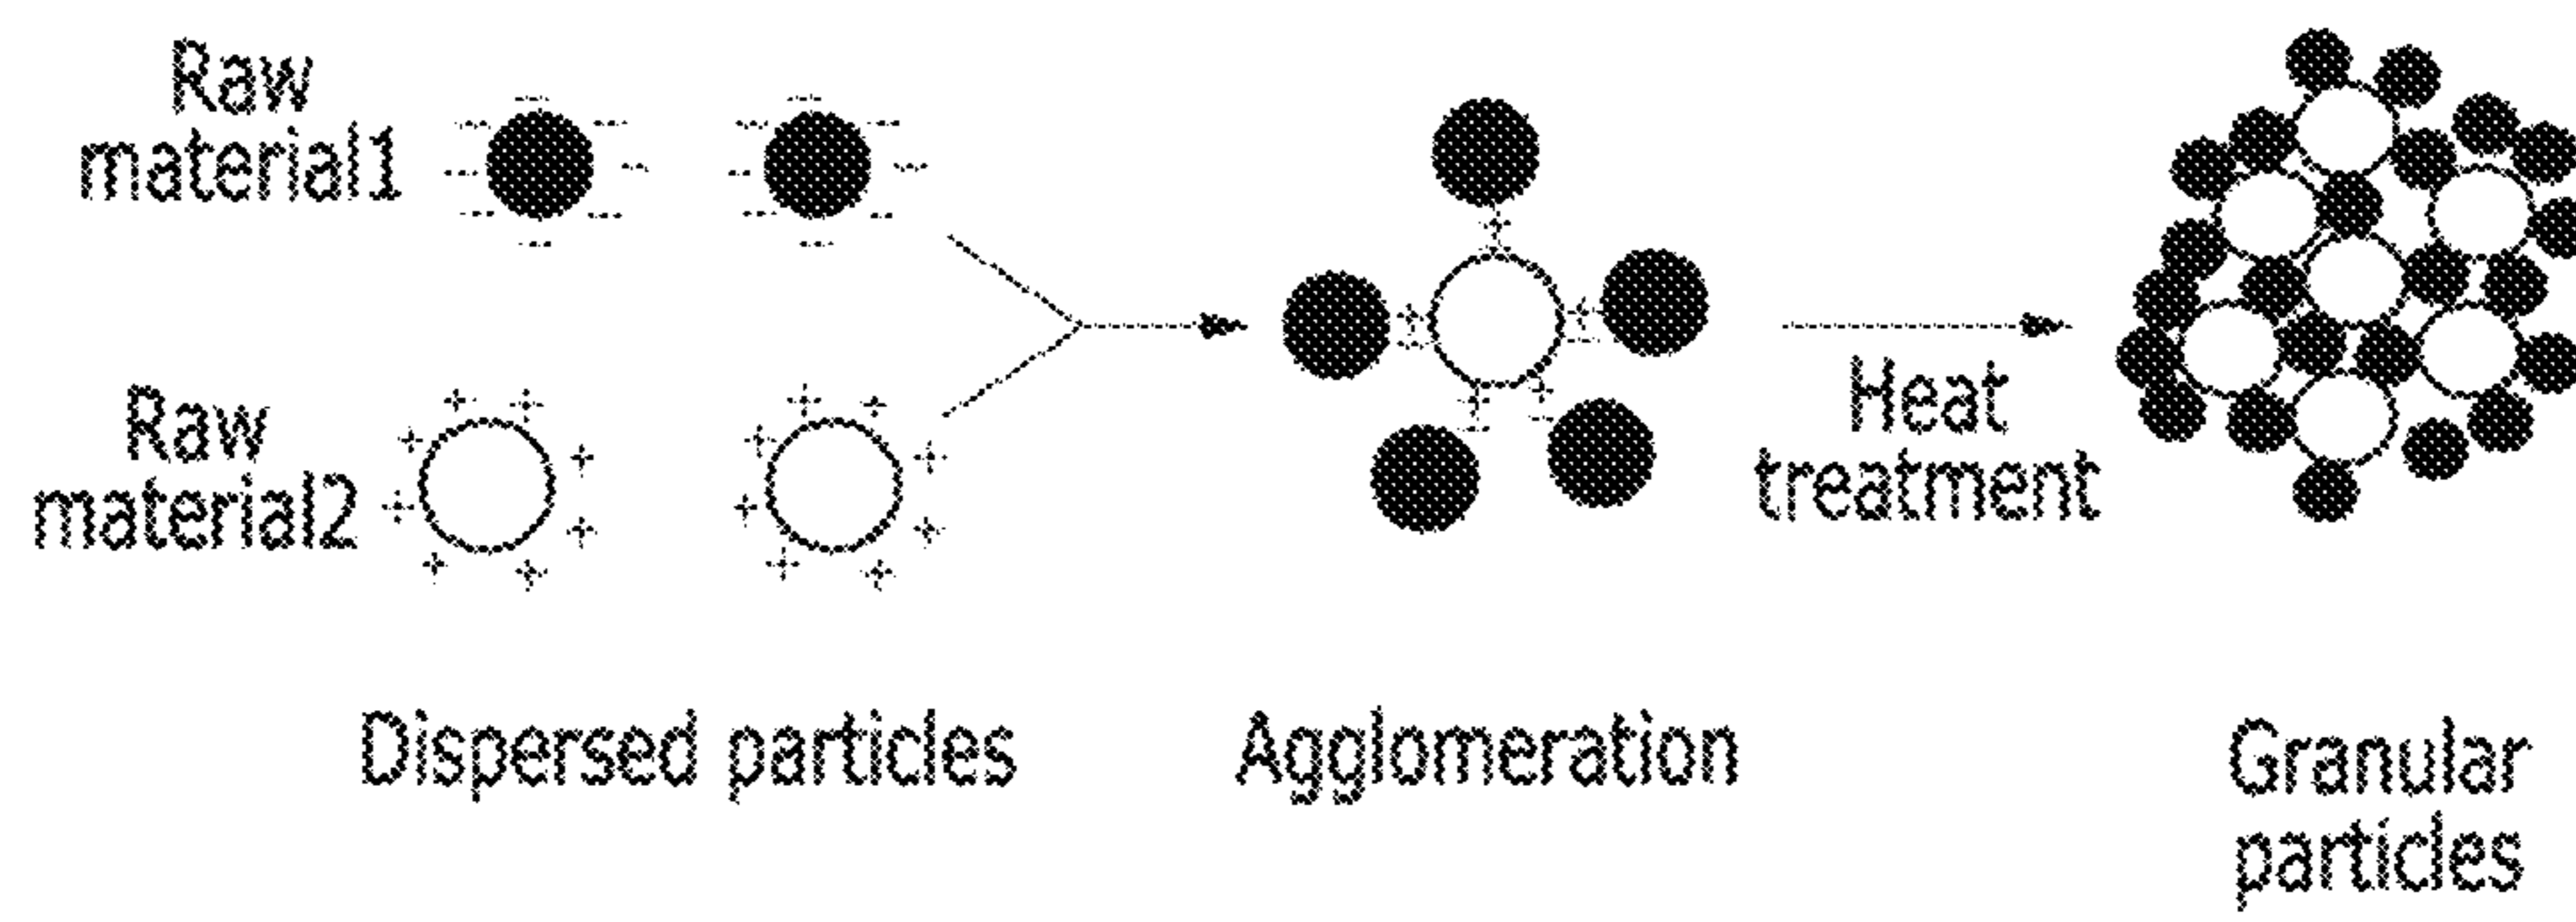 Raw
material1
Raw
material2
Heat
treatment
Dispersed particles
Agglomeration
Granular
particles